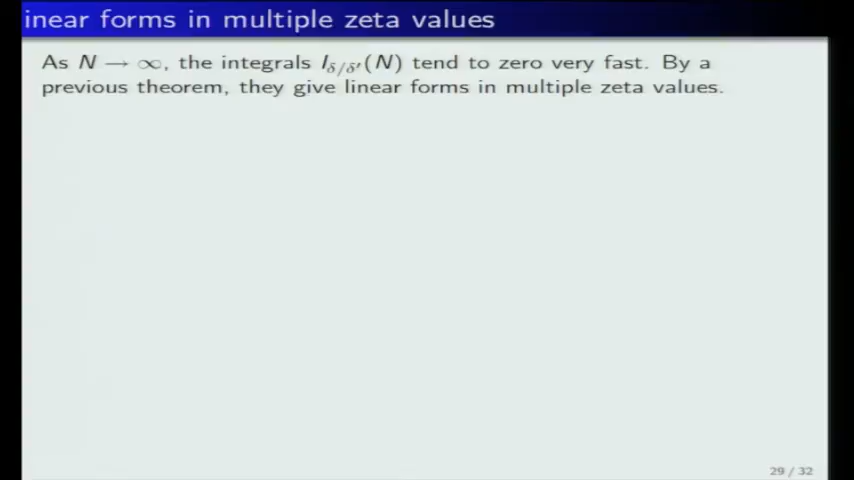 inear forms in multiple zeta values
As N → ∞, the integrals I_{δ/δ′}(N) tend to zero very fast. By a
previous theorem, they give linear forms in multiple zeta values.
29 / 32